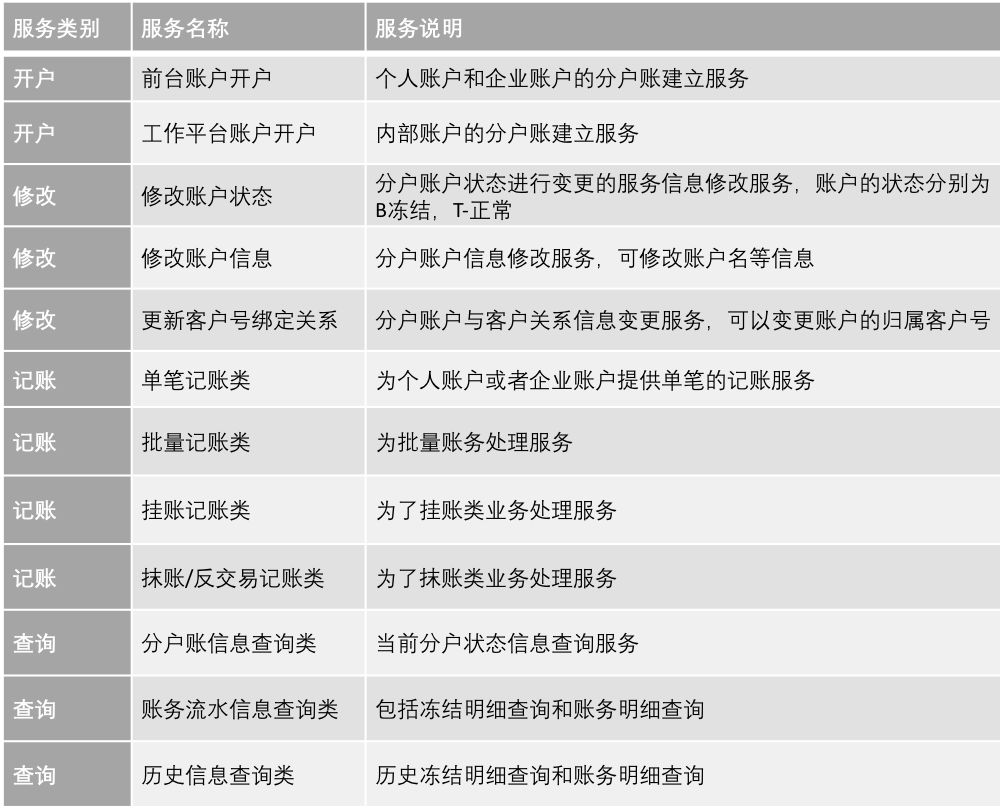 服务类别 服务名称 服务说明
开户 前台账户开户 个人账户和企业账户的分户账建立服务
开户 工作平台账户开户 内部账户的分户账建立服务
修改 修改账户状态 分户账户状态进行变更的服务信息修改服务，账户的状态分别为
B冻结，T-正常
修改 修改账户信息 分户账户信息修改服务，可修改账户名等信息
修改 更新客户号绑定关系 分户账户与客户关系信息变更服务，可以变更账户的归属客户号
记账 单笔记账类 为个人账户或者企业账户提供单笔的记账服务
记账 批量记账类 为批量账务处理服务
记账 挂账记账类 为了挂账类业务处理服务
记账 抹账/反交易记账类 为了抹账类业务处理服务
查询 分户账信息查询类 当前分户状态信息查询服务
查询 账务流水信息查询类 包括冻结明细查询和账务明细查询
查询 历史信息查询类 历史冻结明细查询和账务明细查询